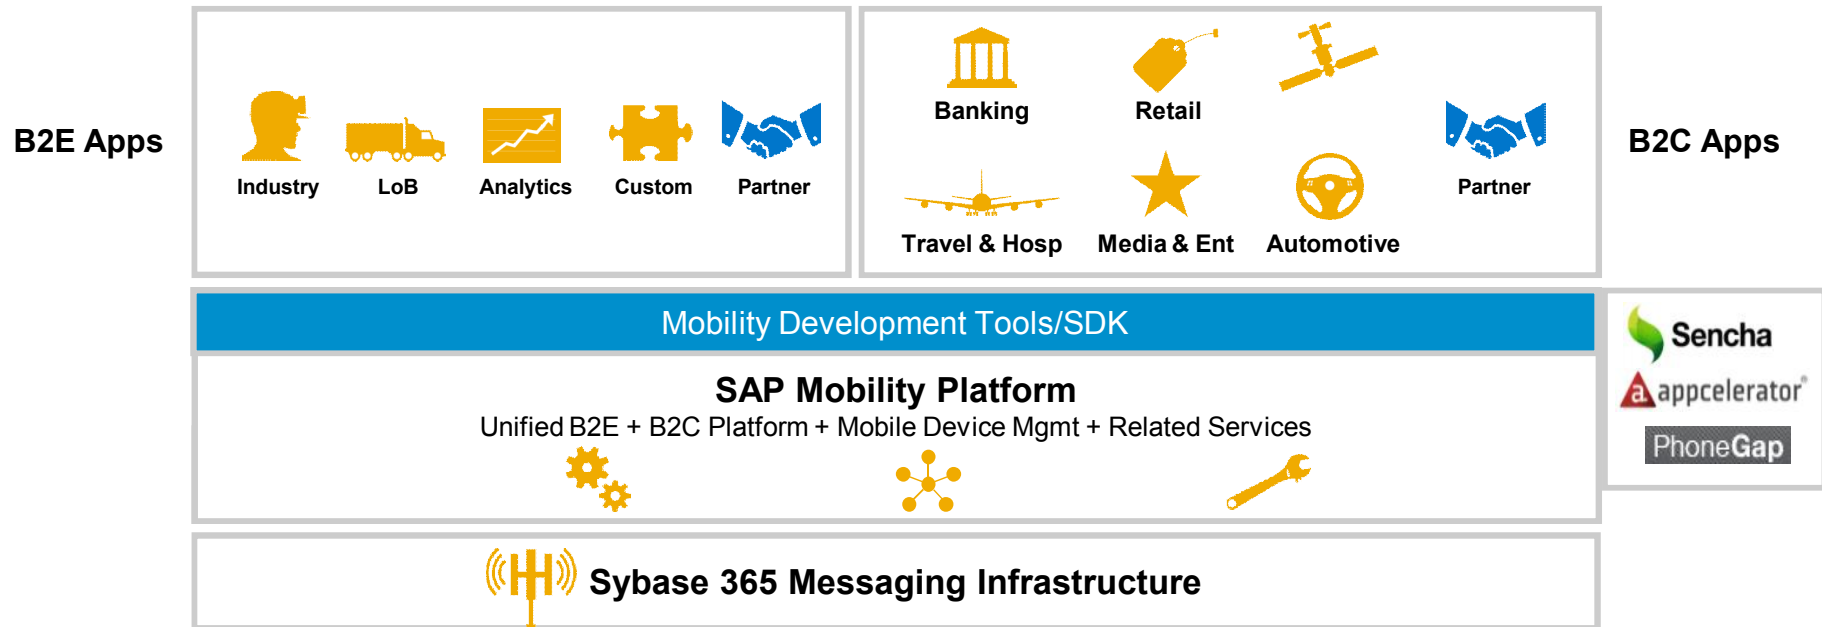 B2E Apps
Industry
LoB
Analytics
Custom
Partner
Banking
Retail
Travel & Hosp
Media & Ent
Automotive
Partner
B2C Apps
Mobility Development Tools/SDK
SAP Mobility Platform
Unified B2E + B2C Platform + Mobile Device Mgmt + Related Services
Sencha
a appcelerator®
PhoneGap
Sybase 365 Messaging Infrastructure